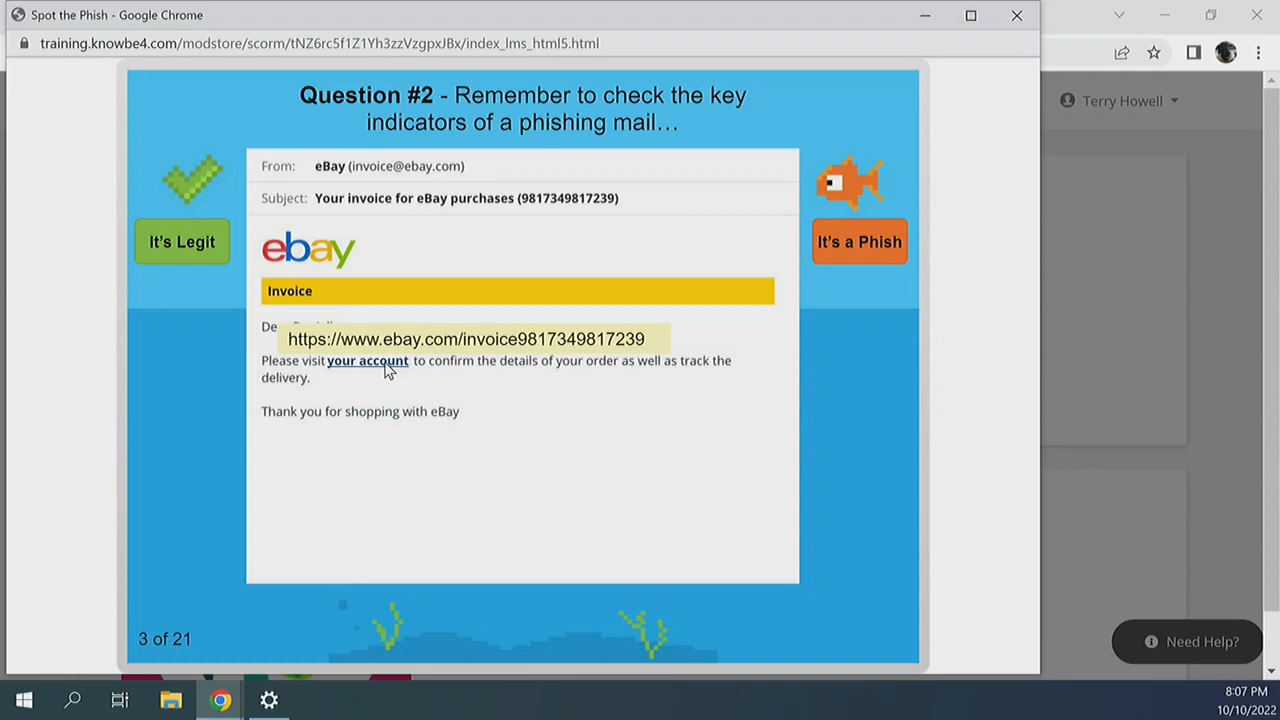 Spot the Phish - Google Chrome
training.knowbe4.com/modstore/scorm/tNZ6rc5f1Z1Yh3zzVzgpxJBx/index_lms_html5.html
Terry Howell
Question #2 - Remember to check the key
indicators of a phishing mail...
From: eBay (invoice@ebay.com)
Subject: Your invoice for eBay purchases (9817349817239)
It's Legit
It's a Phish
ebay
Invoice
https://www.ebay.com/invoice9817349817239
Please visit your account to confirm the details of your order as well as track the
delivery.
Thank you for shopping with eBay
3 of 21
Need Help?
8:07 PM
10/10/2022